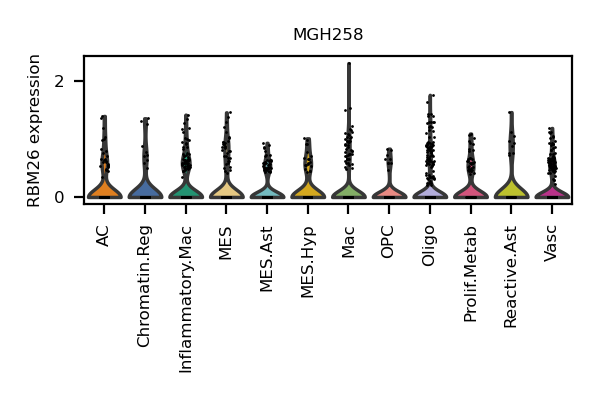 MGH258
RBM26 expression
2
0
AC
Chromatin.Reg
Inflammatory.Mac
MES
MES.Ast
MES.Hyp
Mac
OPC
Oligo
Prolif.Metab
Reactive.Ast
Vasc